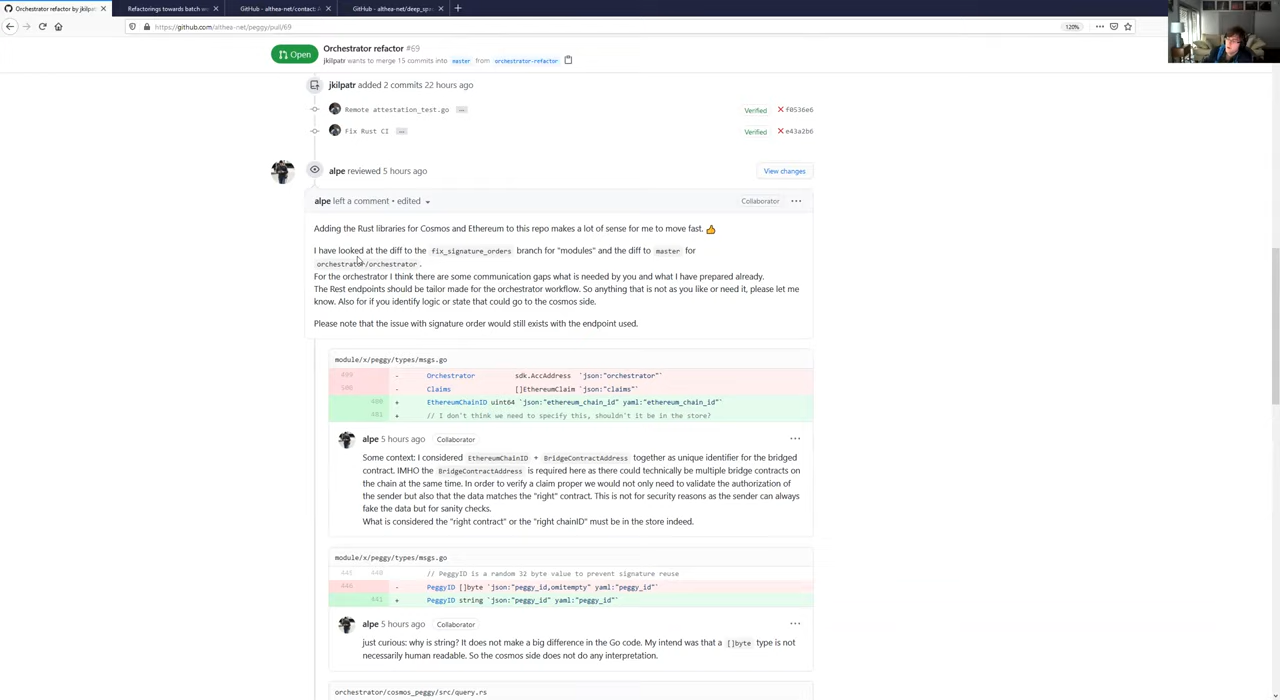 Orchestrator refactor by jkilpatr
Refactorings towards batch w
GitHub - althea-net/contact: A
GitHub - althea-net/deep_spa
https://github.com/althea-net/peggy/pull/69
120%
Open
Orchestrator refactor #69
jkilpatr wants to merge 15 commits into master from orchestrator-refactor
jkilpatr added 2 commits 22 hours ago
Remote attestation_test.go ... Verified f0536e6
Fix Rust CI ... Verified e43a2b6
alpe reviewed 5 hours ago
View changes
alpe left a comment • edited
Collaborator
Adding the Rust libraries for Cosmos and Ethereum to this repo makes a lot of sense for me to move fast. 👍
I have looked at the diff to the fix_signature_orders branch for "modules" and the diff to master for
orchestrator/orchestrator .
For the orchestrator I think there are some communication gaps what is needed by you and what I have prepared already.
The Rest endpoints should be tailor made for the orchestrator workflow. So anything that is not as you like or need it, please let me
know. Also for if you identify logic or state that could go to the cosmos side.
Please note that the issue with signature order would still exists with the endpoint used.
module/x/peggy/types/msgs.go
- Orchestrator sdk.AccAddress `json:"orchestrator"`
- Claims []EthereumClaim `json:"claims"`
+ EthereumChainID uint64 `json:"ethereum_chain_id" yaml:"ethereum_chain_id"`
+ // I don't think we need to specify this, shouldn't it be in the store?
alpe 5 hours ago Collaborator
Some context: I considered EthereumChainID + BridgeContractAddress together as unique identifier for the bridged
contract. IMHO the BridgeContractAddress is required here as there could technically be multiple bridge contracts on
the chain at the same time. In order to verify a claim proper we would not only need to validate the authorization of
the sender but also that the data matches the "right" contract. This is not for security reasons as the sender can always
fake the data but for sanity checks.
What is considered the "right contract" or the "right chainID" must be in the store indeed.
module/x/peggy/types/msgs.go
445 440 // PeggyID is a random 32 byte value to prevent signature reuse
446 - PeggyID []byte `json:"peggy_id,omitempty" yaml:"peggy_id"`
441 + PeggyID string `json:"peggy_id" yaml:"peggy_id"`
alpe 5 hours ago Collaborator
just curious: why is string? It does not make a big difference in the Go code. My intend was that a []byte type is not
necessarily human readable. So the cosmos side does not do any interpretation.
orchestrator/cosmos_peggy/src/query.rs